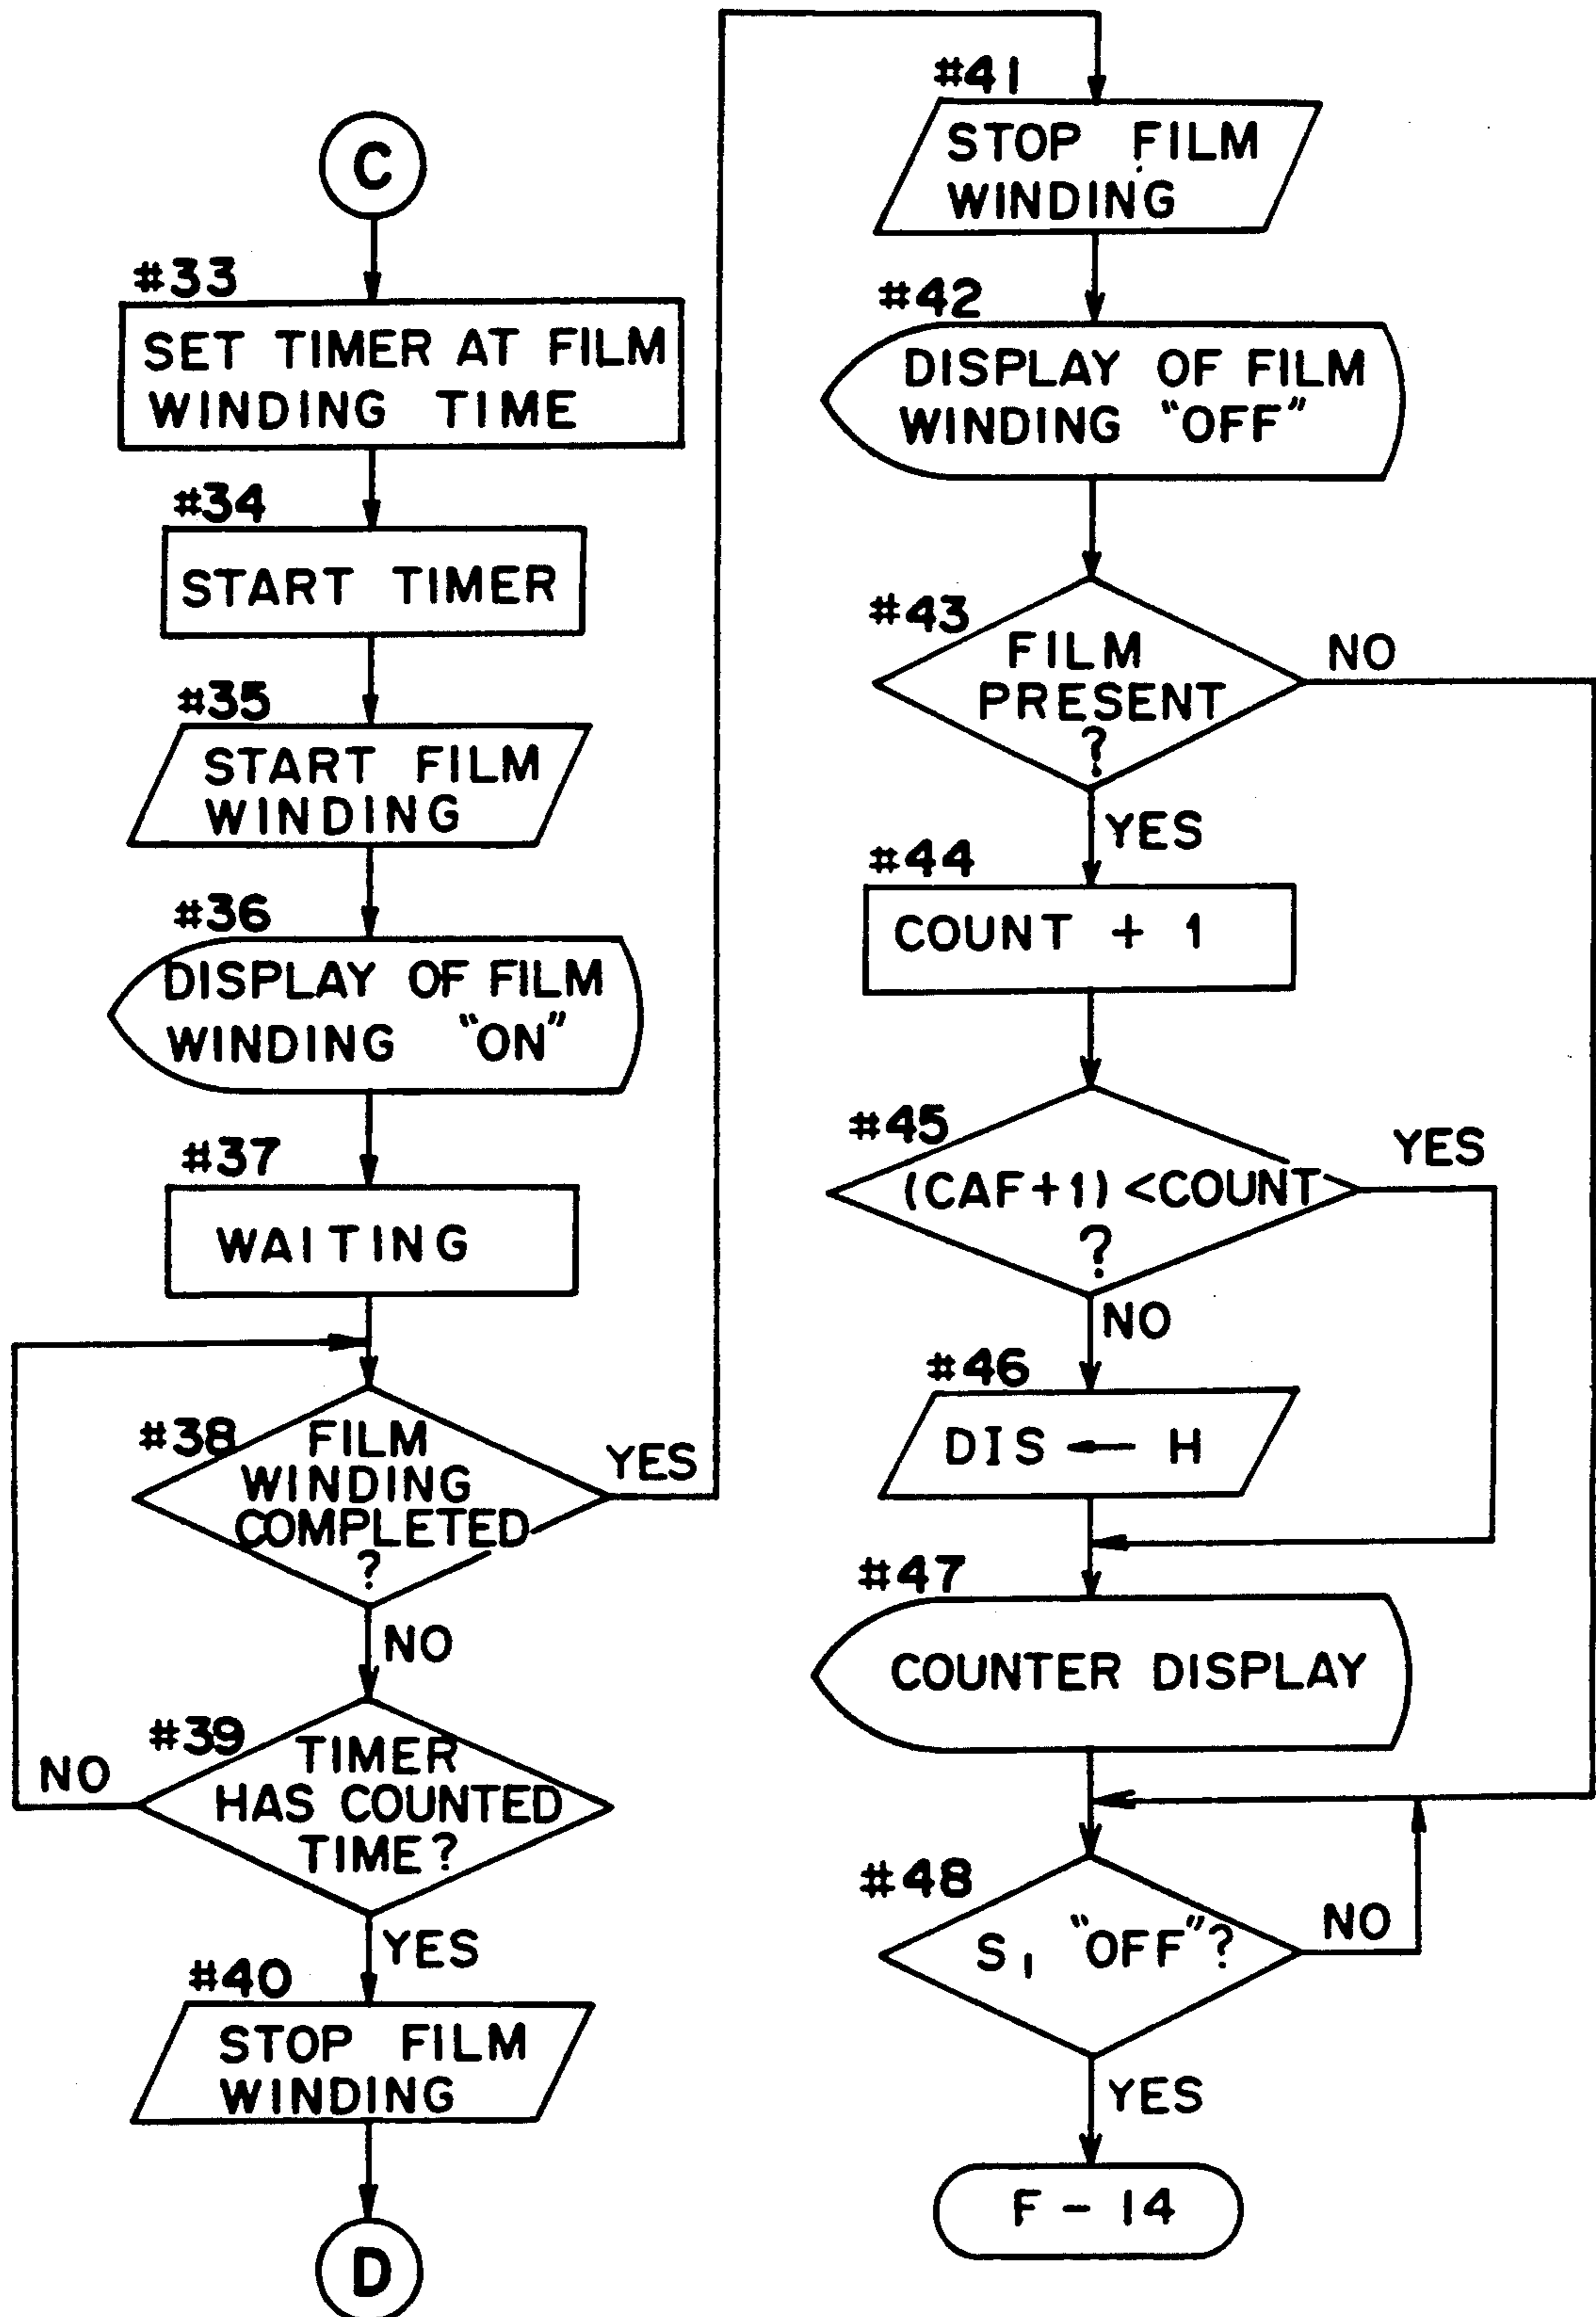 C
#33
SET TIMER AT FILM
WINDING TIME
#34
START TIMER
#35
START FILM
WINDING
#36
DISPLAY OF FILM
WINDING "ON"
#37
WAITING
#38
FILM
WINDING
COMPLETED
?
YES
NO
#39
TIMER
HAS COUNTED
TIME?
NO
YES
#40
STOP FILM
WINDING
D
#41
STOP FILM
WINDING
#42
DISPLAY OF FILM
WINDING "OFF"
#43
FILM
PRESENT
?
NO
YES
#44
COUNT + 1
#45
(CAF+1) <COUNT
?
YES
NO
#46
DIS ← H
#47
COUNTER DISPLAY
#48
S1 "OFF"?
NO
YES
F - 14